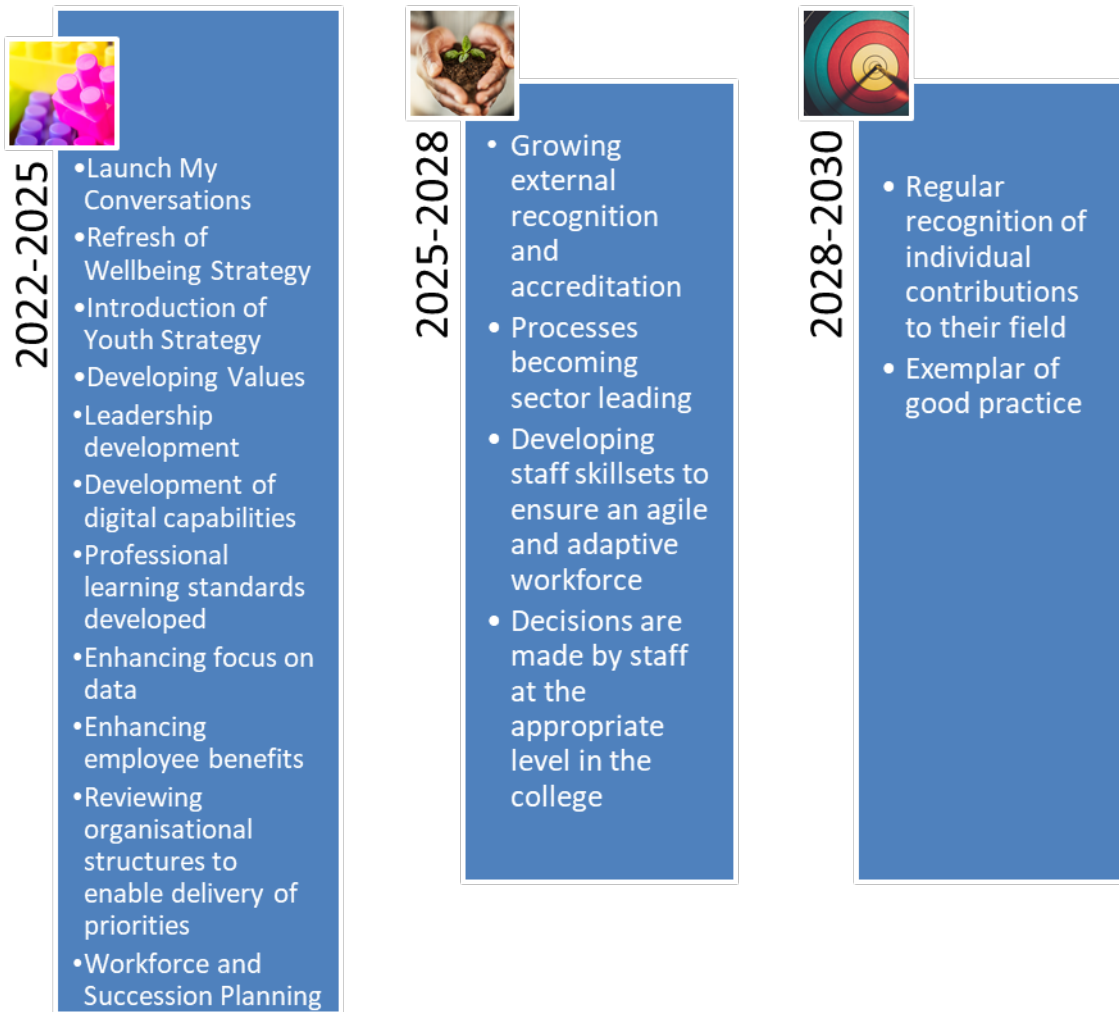 2022-2025
•Launch My
Conversations
•Refresh of
Wellbeing Strategy
•Introduction of
Youth Strategy
•Developing Values
•Leadership
development
•Development of
digital capabilities
•Professional
learning standards
developed
•Enhancing focus on
data
•Enhancing
employee benefits
•Reviewing
organisational
structures to
enable delivery of
priorities
•Workforce and
Succession Planning
2025-2028
• Growing
external
recognition
and
accreditation
• Processes
becoming
sector leading
• Developing
staff skillsets to
ensure an agile
and adaptive
workforce
• Decisions are
made by staff
at the
appropriate
level in the
college
2028-2030
• Regular
recognition of
individual
contributions
to their field
• Exemplar of
good practice